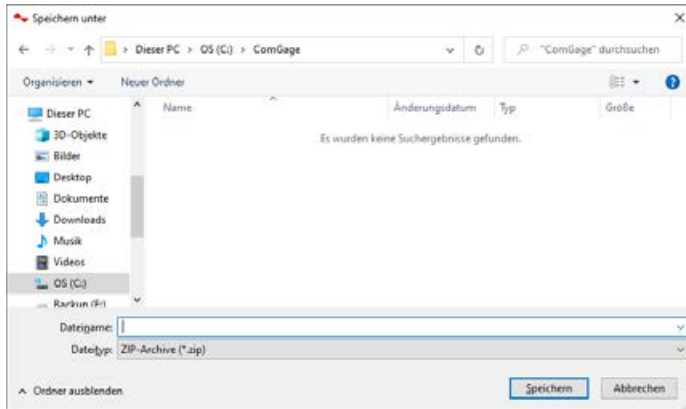 Speichern unter
Dieser PC > OS (C:) > ComGage
"ComGage" durchsuchen
Organisieren
Neuer Ordner
Name
Änderungsdatum
Typ
Größe
Es wurden keine Suchergebnisse gefunden.
Dieser PC
3D-Objekte
Bilder
Desktop
Dokumente
Downloads
Musik
Videos
OS (C:)
Backup (E:)
Dateiname:
Dateityp: ZIP-Archive (*.zip)
Ordner ausblenden
Speichern
Abbrechen